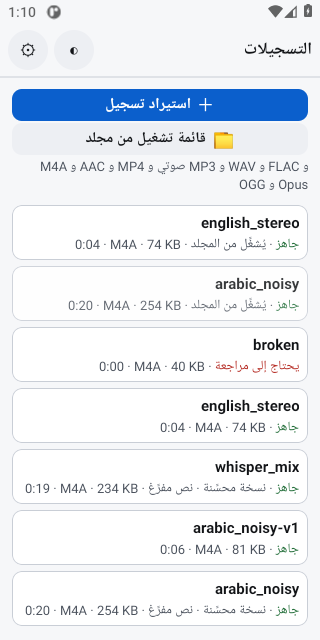 1:10
التسجيلات
استيراد تسجيل
قائمة تشغيل من مجلد
M4A و AAC و MP4 و MP3 صوتي و WAV و FLAC و
OGG و Opus
english_stereo
جاهز · يُشغَّل من المجلد · 0:04 · M4A · 74 KB
arabic_noisy
جاهز · يُشغَّل من المجلد · 0:20 · M4A · 254 KB
broken
يحتاج إلى مراجعة · 0:00 · M4A · 40 KB
english_stereo
جاهز · 0:04 · M4A · 74 KB
whisper_mix
جاهز · نسخة محسّنة · نص مفرّغ · 0:19 · M4A · 234 KB
arabic_noisy-v1
جاهز · 0:06 · M4A · 81 KB
arabic_noisy
جاهز · نسخة محسّنة · نص مفرّغ · 0:20 · M4A · 254 KB